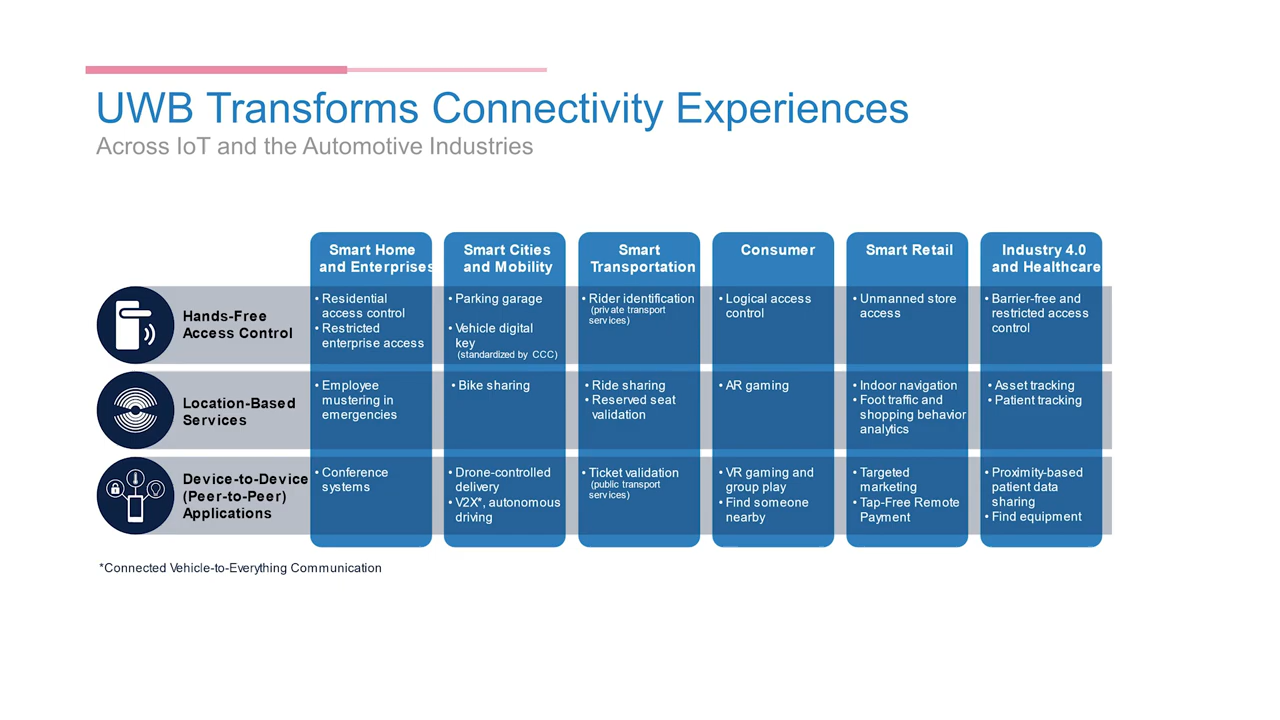 UWB Transforms Connectivity Experiences
Across IoT and the Automotive Industries
Smart Home
and Enterprises
Smart Cities
and Mobility
Smart
Transportation
Consumer
Smart Retail
Industry 4.0
and Healthcare
Hands-Free
Access Control
• Residential
access control
• Restricted
enterprise access
• Parking garage
• Vehicle digital
key
(standardized by CCC)
• Rider identification
(private transport
services)
• Logical access
control
• Unmanned store
access
• Barrier-free and
restricted access
control
Location-Based
Services
• Employee
mustering in
emergencies
• Bike sharing
• Ride sharing
• Reserved seat
validation
• AR gaming
• Indoor navigation
• Foot traffic and
shopping behavior
analytics
• Asset tracking
• Patient tracking
Device-to-Device
(Peer-to-Peer)
Applications
• Conference
systems
• Drone-controlled
delivery
• V2X*, autonomous
driving
• Ticket validation
(public transport
services)
• VR gaming and
group play
• Find someone
nearby
• Targeted
marketing
• Tap-Free Remote
Payment
• Proximity-based
patient data
sharing
• Find equipment
*Connected Vehicle-to-Everything Communication